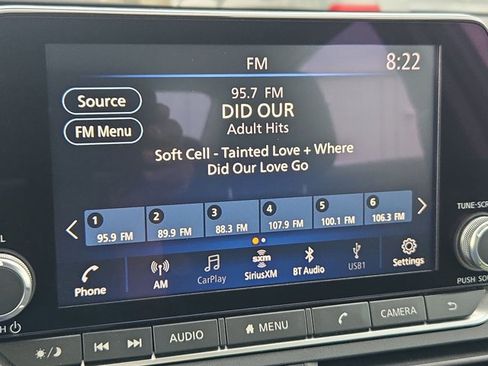 FM
8:22
Source
FM Menu
95.7 FM
DID OUR
Adult Hits
Soft Cell - Tainted Love + Where
Did Our Love Go
1
95.9 FM
2
89.9 FM
3
88.3 FM
4
107.9 FM
5
100.1 FM
6
106.3 FM
Phone
AM
CarPlay
sxm
SiriusXM
BT Audio
USB1
Settings
TUNE-SCR
PUSH SOU
AUDIO
MENU
CAMERA